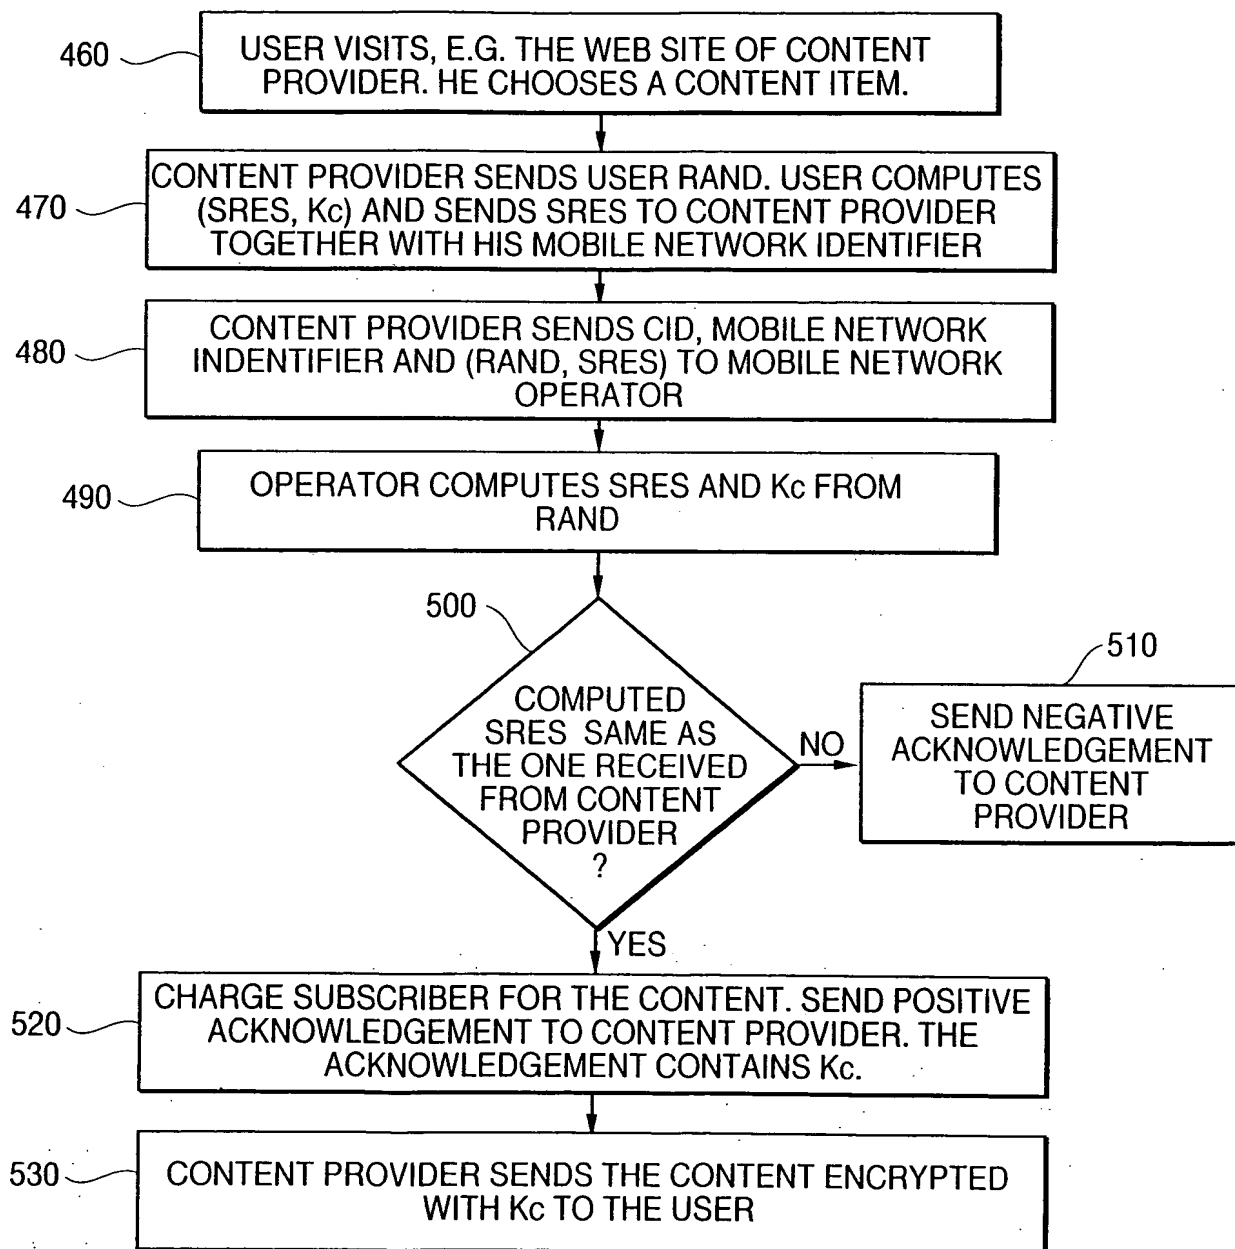 460
USER VISITS, E.G. THE WEB SITE OF CONTENT
PROVIDER. HE CHOOSES A CONTENT ITEM.
470
CONTENT PROVIDER SENDS USER RAND. USER COMPUTES
(SRES, Kc) AND SENDS SRES TO CONTENT PROVIDER
TOGETHER WITH HIS MOBILE NETWORK IDENTIFIER
480
CONTENT PROVIDER SENDS CID, MOBILE NETWORK
INDENTIFIER AND (RAND, SRES) TO MOBILE NETWORK
OPERATOR
490
OPERATOR COMPUTES SRES AND Kc FROM
RAND
500
COMPUTED
SRES SAME AS
THE ONE RECEIVED
FROM CONTENT
PROVIDER
?
NO
510
SEND NEGATIVE
ACKNOWLEDGEMENT
TO CONTENT
PROVIDER
YES
520
CHARGE SUBSCRIBER FOR THE CONTENT. SEND POSITIVE
ACKNOWLEDGEMENT TO CONTENT PROVIDER. THE
ACKNOWLEDGEMENT CONTAINS Kc.
530
CONTENT PROVIDER SENDS THE CONTENT ENCRYPTED
WITH Kc TO THE USER